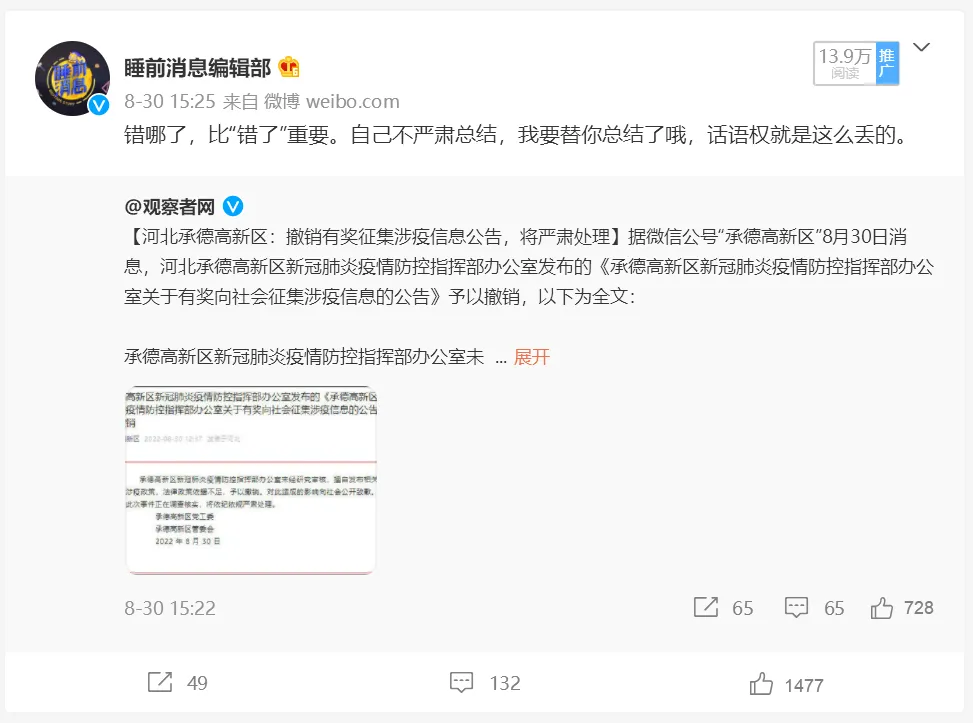 睡前消息编辑部
13.9万
阅读
推广
8-30 15:25 来自 微博 weibo.com
错哪了，比“错了”重要。自己不严肃总结，我要替你总结了哦，话语权就是这么丢的。
@观察者网
【河北承德高新区：撤销有奖征集涉疫信息公告，将严肃处理】据微信公号“承德高新区”8月30日消
息，河北承德高新区新冠肺炎疫情防控指挥部办公室发布的《承德高新区新冠肺炎疫情防控指挥部办公
室关于有奖向社会征集涉疫信息的公告》予以撤销，以下为全文：
承德高新区新冠肺炎疫情防控指挥部办公室未 ... 展开
高新区新冠肺炎疫情防控指挥部办公室发布的《承德高新区
疫情防控指挥部办公室关于有奖向社会征集涉疫信息的公告
销
新区 2022-08-30
承德高新区新冠肺炎疫情防控指挥部办公室未经研究审核，擅自发布相关
涉疫政策，法律政策依据不足，予以撤销。对此造成的影响向社会公开致歉。
此次事件正在调查核实，将依纪依规严肃处理。
承德高新区党工委
承德高新区管委会
2022 年 8 月 30 日
8-30 15:22
65
65
728
49
132
1477